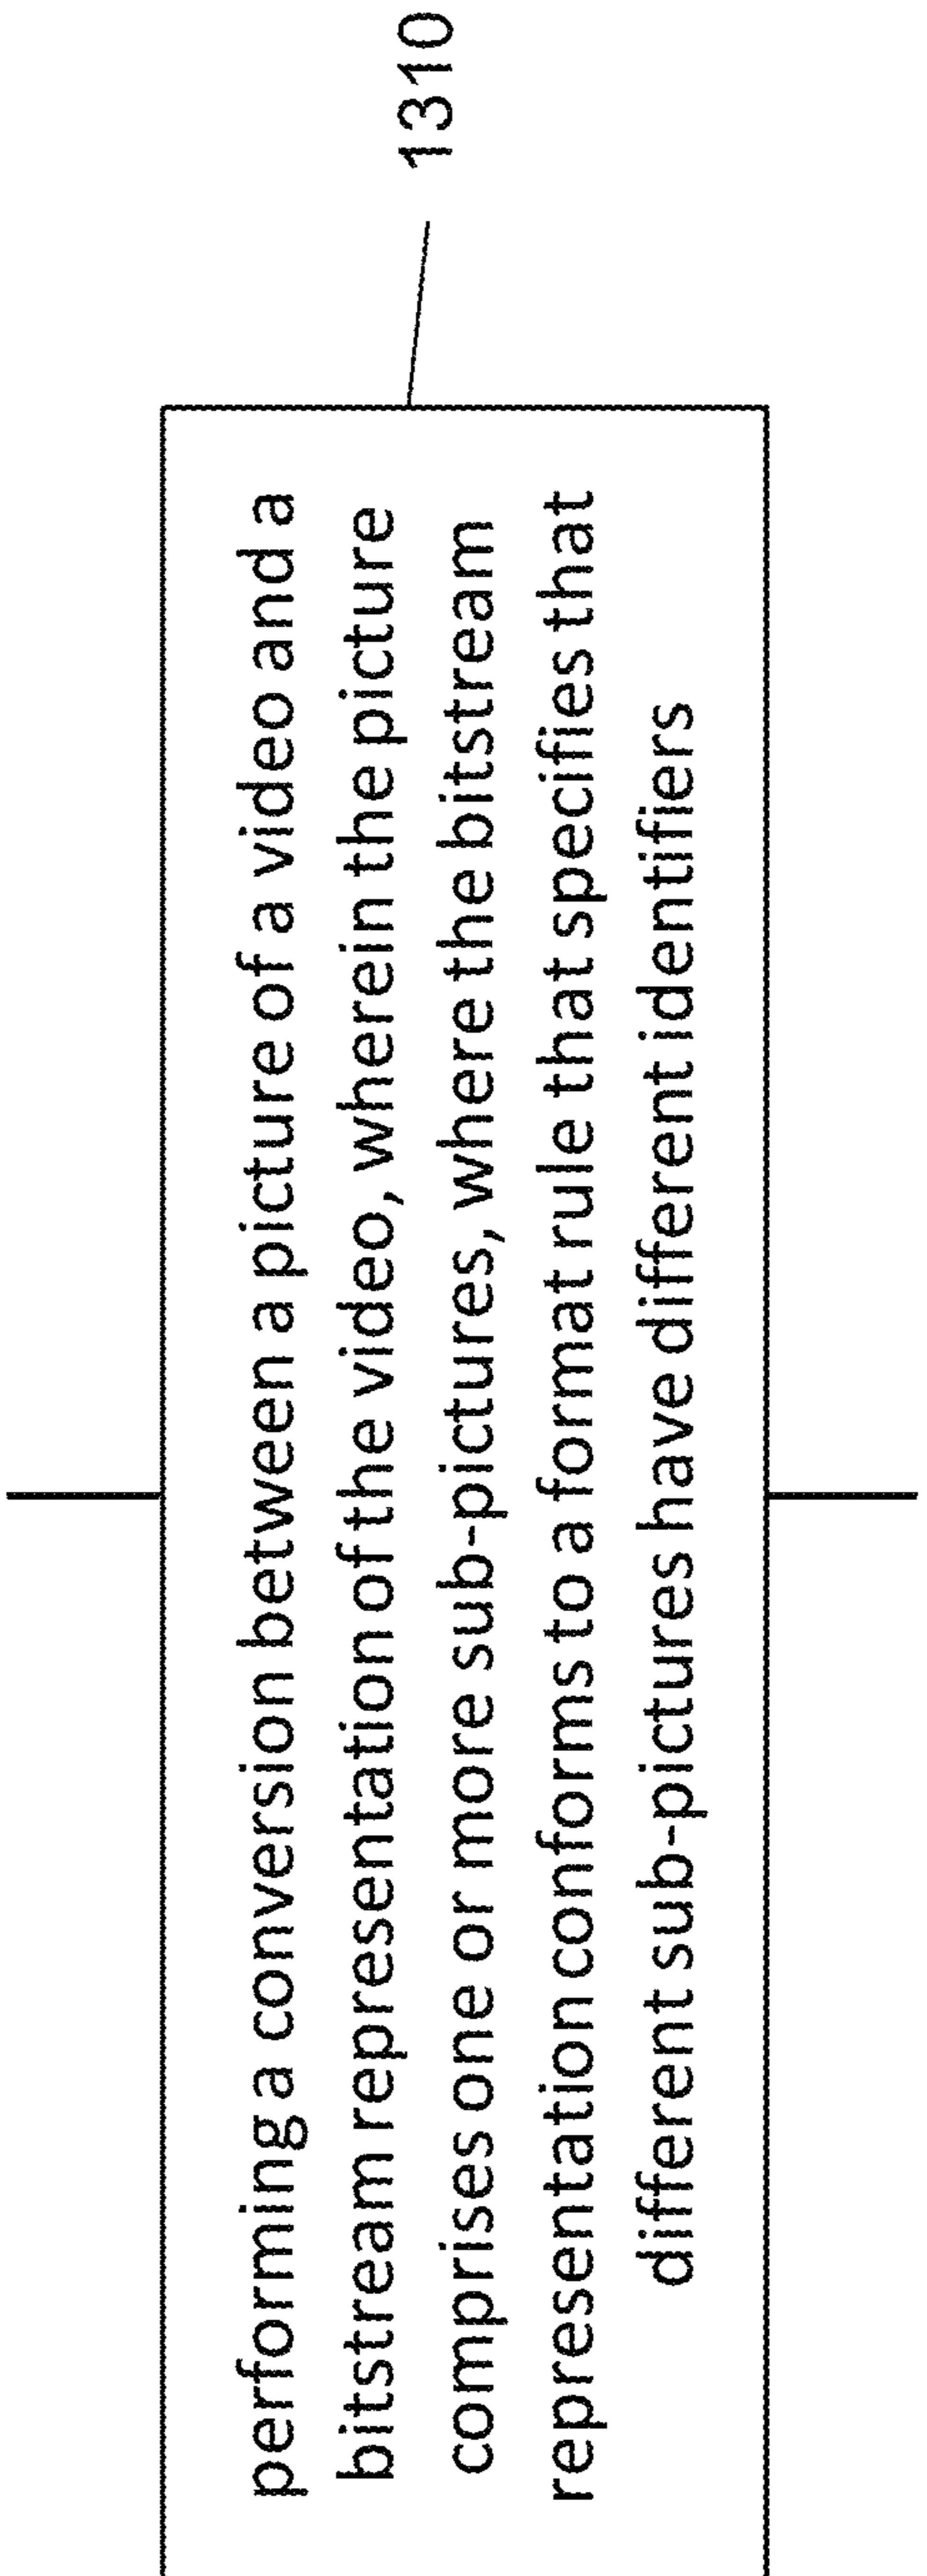 performing a conversion between a picture of a video and a
bitstream representation of the video, wherein the picture
comprises one or more sub-pictures, where the bitstream
representation conforms to a format rule that specifies that
different sub-pictures have different identifiers
1310